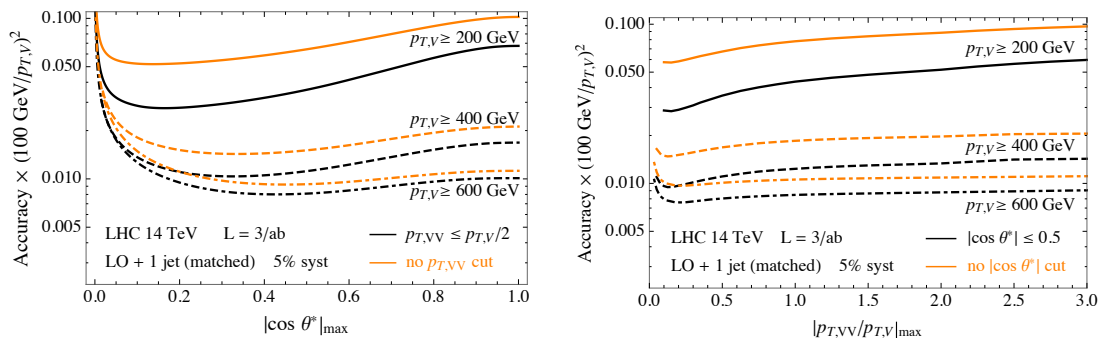 Accuracy × (100 GeV/p_{T,V})²
0.100
0.050
0.010
0.005
p_{T,V} ≥ 200 GeV
p_{T,V} ≥ 400 GeV
p_{T,V} ≥ 600 GeV
LHC 14 TeV L = 3/ab
p_{T,VV} ≤ p_{T,V}/2
LO + 1 jet (matched) 5% syst
no p_{T,VV} cut
0.0 0.2 0.4 0.6 0.8 1.0
|cos θ*|_{max}
Accuracy × (100 GeV/p_{T,V})²
0.100
0.050
0.010
0.005
p_{T,V} ≥ 200 GeV
p_{T,V} ≥ 400 GeV
p_{T,V} ≥ 600 GeV
LHC 14 TeV L = 3/ab
|cos θ*| ≤ 0.5
LO + 1 jet (matched) 5% syst
no |cos θ*| cut
0.0 0.5 1.0 1.5 2.0 2.5 3.0
|p_{T,VV}/p_{T,V}|_{max}